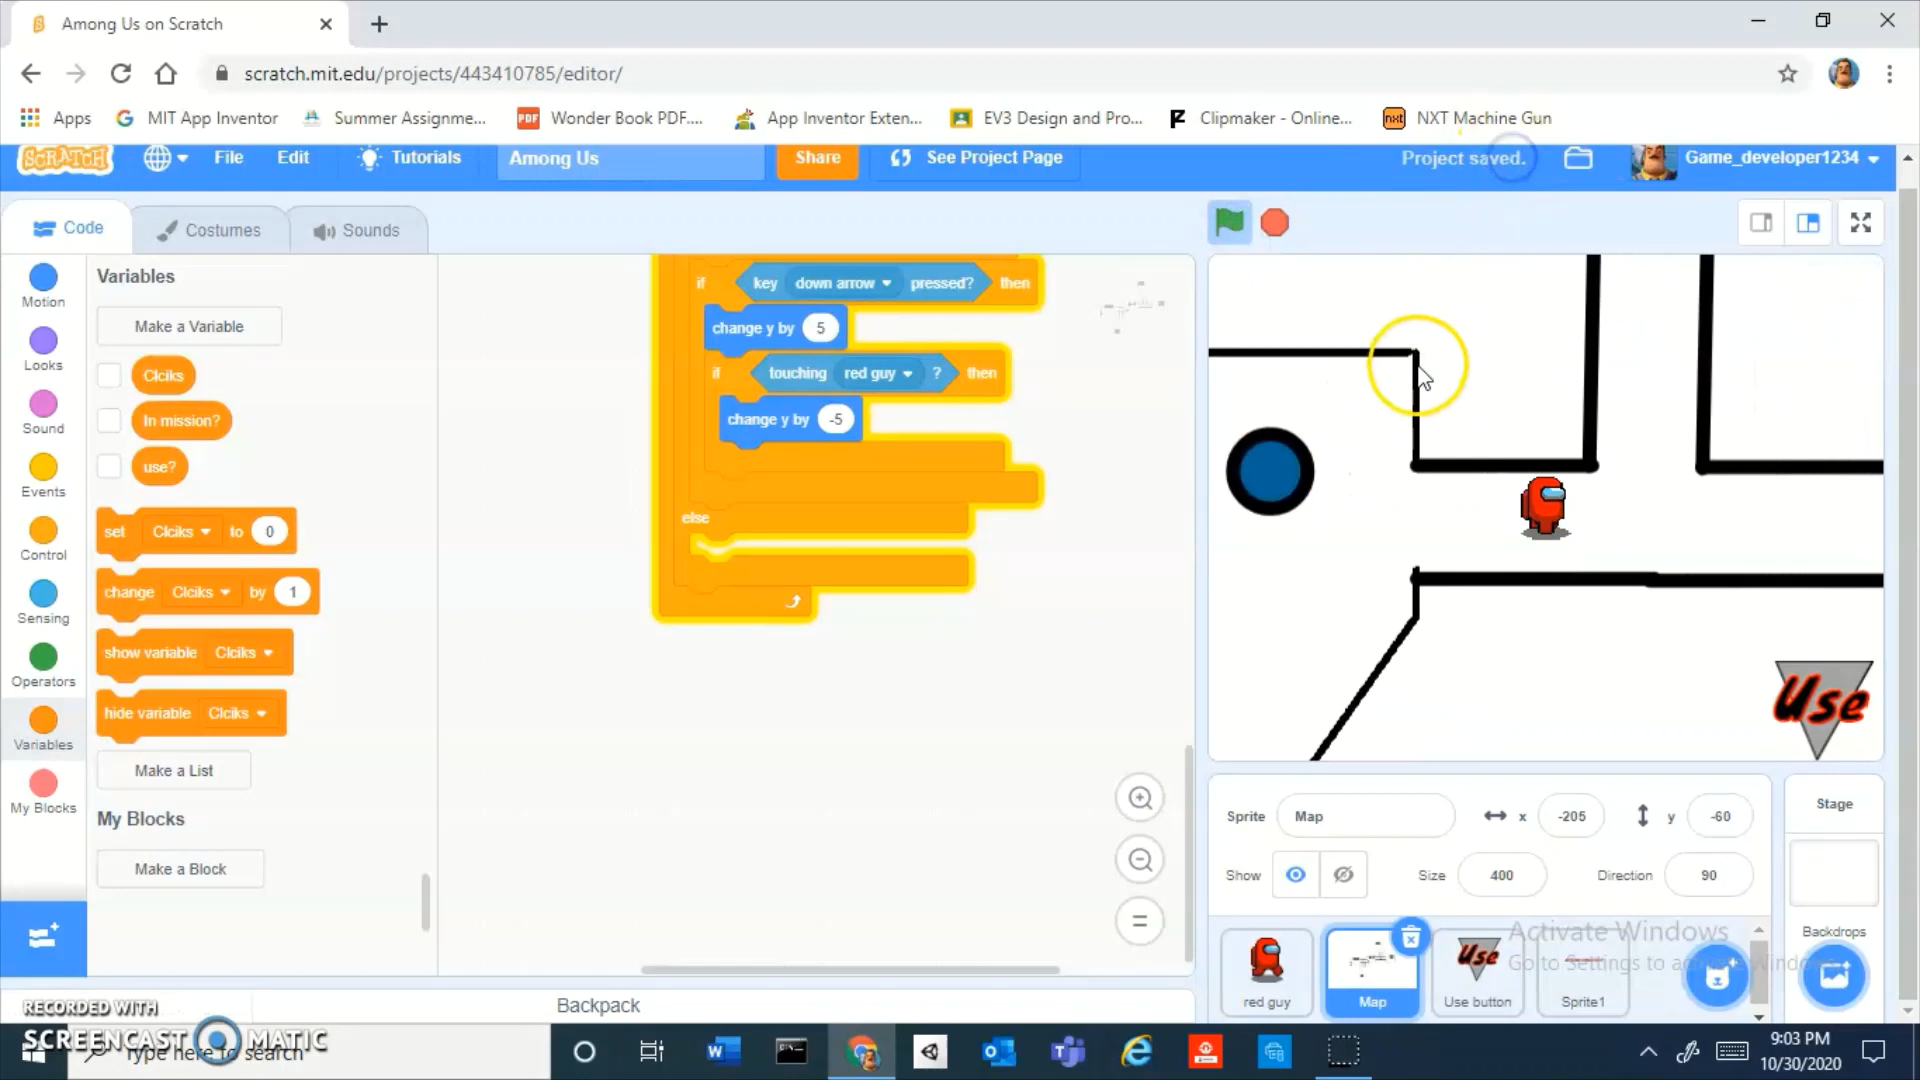 Among Us on Scratch
scratch.mit.edu/projects/443410785/editor/
Apps
MIT App Inventor
Summer Assignme...
PDF
Wonder Book PDF....
App Inventor Exten...
EV3 Design and Pro...
Clipmaker - Online...
nxt
NXT Machine Gun
SCRATCH
File
Edit
Tutorials
Among Us
Share
See Project Page
Project saved.
Game_developer1234
Code
Costumes
Sounds
Motion
Looks
Sound
Events
Control
Sensing
Operators
Variables
My Blocks
Variables
Make a Variable
Clciks
In mission?
use?
set Clciks to 0
change Clciks by 1
show variable Clciks
hide variable Clciks
Make a List
My Blocks
Make a Block
if key down arrow pressed? then
change y by 5
if touching red guy ? then
change y by -5
else
Use
Sprite Map x -205 y -60
Show Size 400 Direction 90
Stage
Backdrops
red guy
Map
Use
Use button
Sprite1
Activate Windows
Go to Settings to activate Windows.
Backpack
RECORDED WITH
SCREENCAST MATIC
Type here to search
9:03 PM
10/30/2020